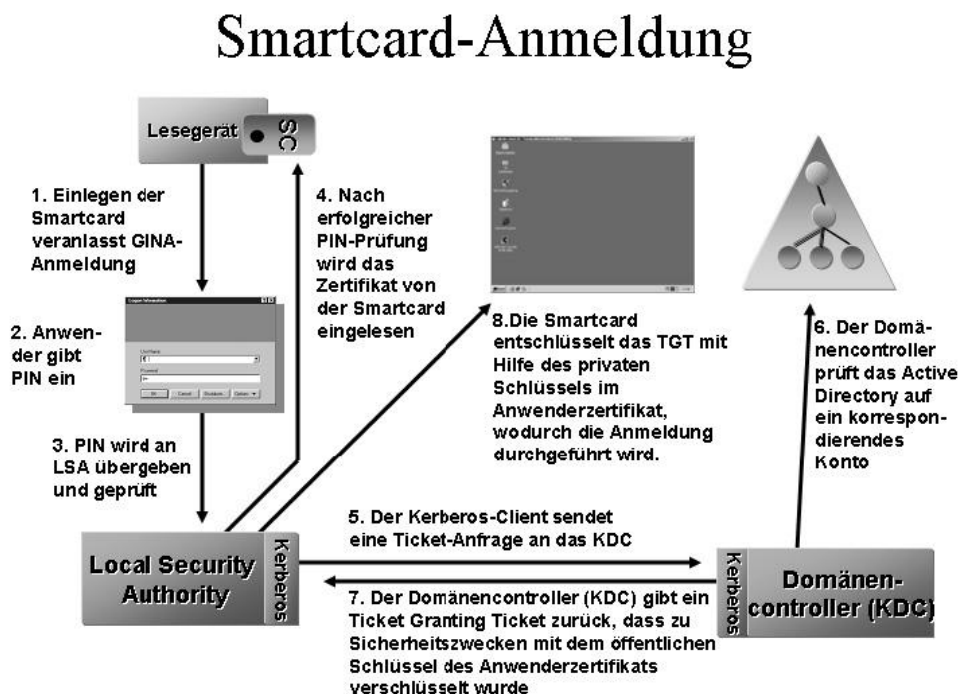 Smartcard-Anmeldung
Lesegerät
SC
1. Einlegen der
Smartcard
veranlasst GINA-
Anmeldung
2. Anwen-
der gibt
PIN ein
3. PIN wird an
LSA übergeben
und geprüft
4. Nach
erfolgreicher
PIN-Prüfung
wird das
Zertifikat von
der Smartcard
eingelesen
8.Die Smartcard
entschlüsselt das TGT mit
Hilfe des privaten
Schlüssels im
Anwenderzertifikat,
wodurch die Anmeldung
durchgeführt wird.
6. Der Domä-
nencontroller
prüft das Active
Directory auf
ein korrespon-
dierendes
Konto
5. Der Kerberos-Client sendet
eine Ticket-Anfrage an das KDC
Local Security
Authority
Kerberos
Kerberos
Domänen-
controller (KDC)
7. Der Domänencontroller (KDC) gibt ein
Ticket Granting Ticket zurück, dass zu
Sicherheitszwecken mit dem öffentlichen
Schlüssel des Anwenderzertifikats
verschlüsselt wurde